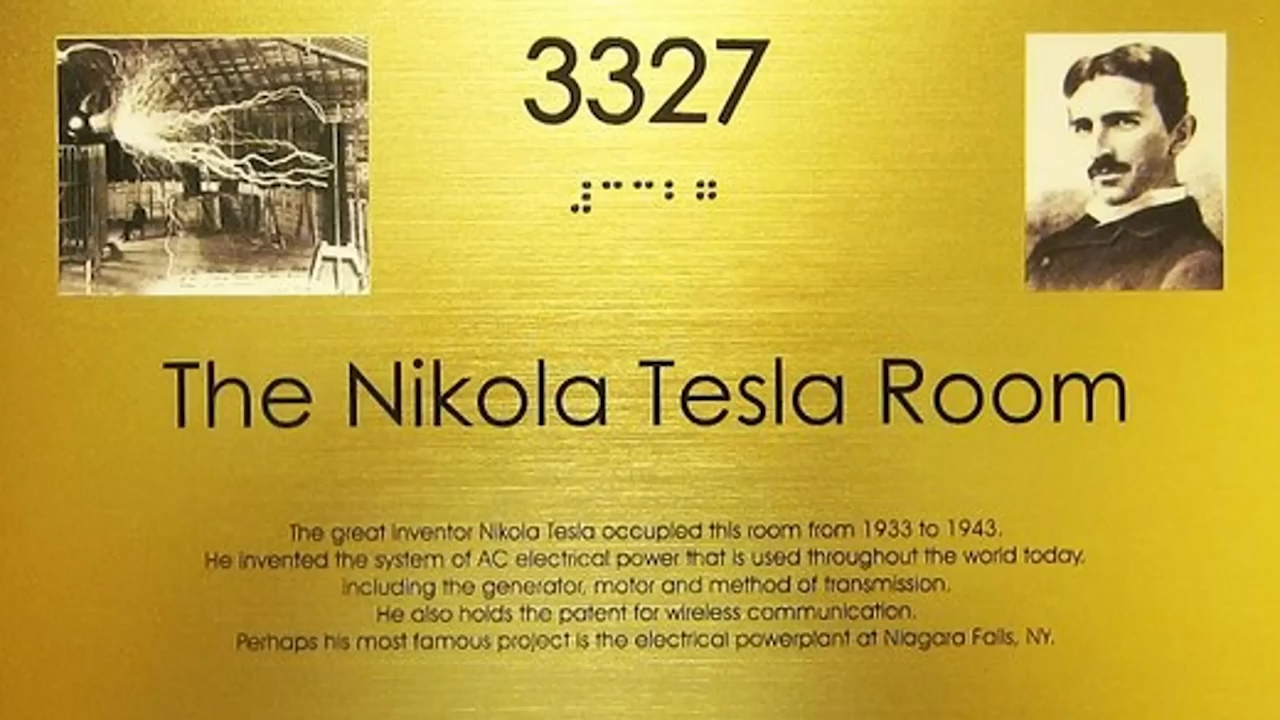 3327
⠼⠉⠉⠃⠛
The Nikola Tesla Room
The great inventor Nikola Tesla occupied this room from 1933 to 1943.
He invented the system of AC electrical power that is used throughout the world today,
including the generator, motor and method of transmission.
He also holds the patent for wireless communication.
Perhaps his most famous project is the electrical powerplant at Niagara Falls, NY.